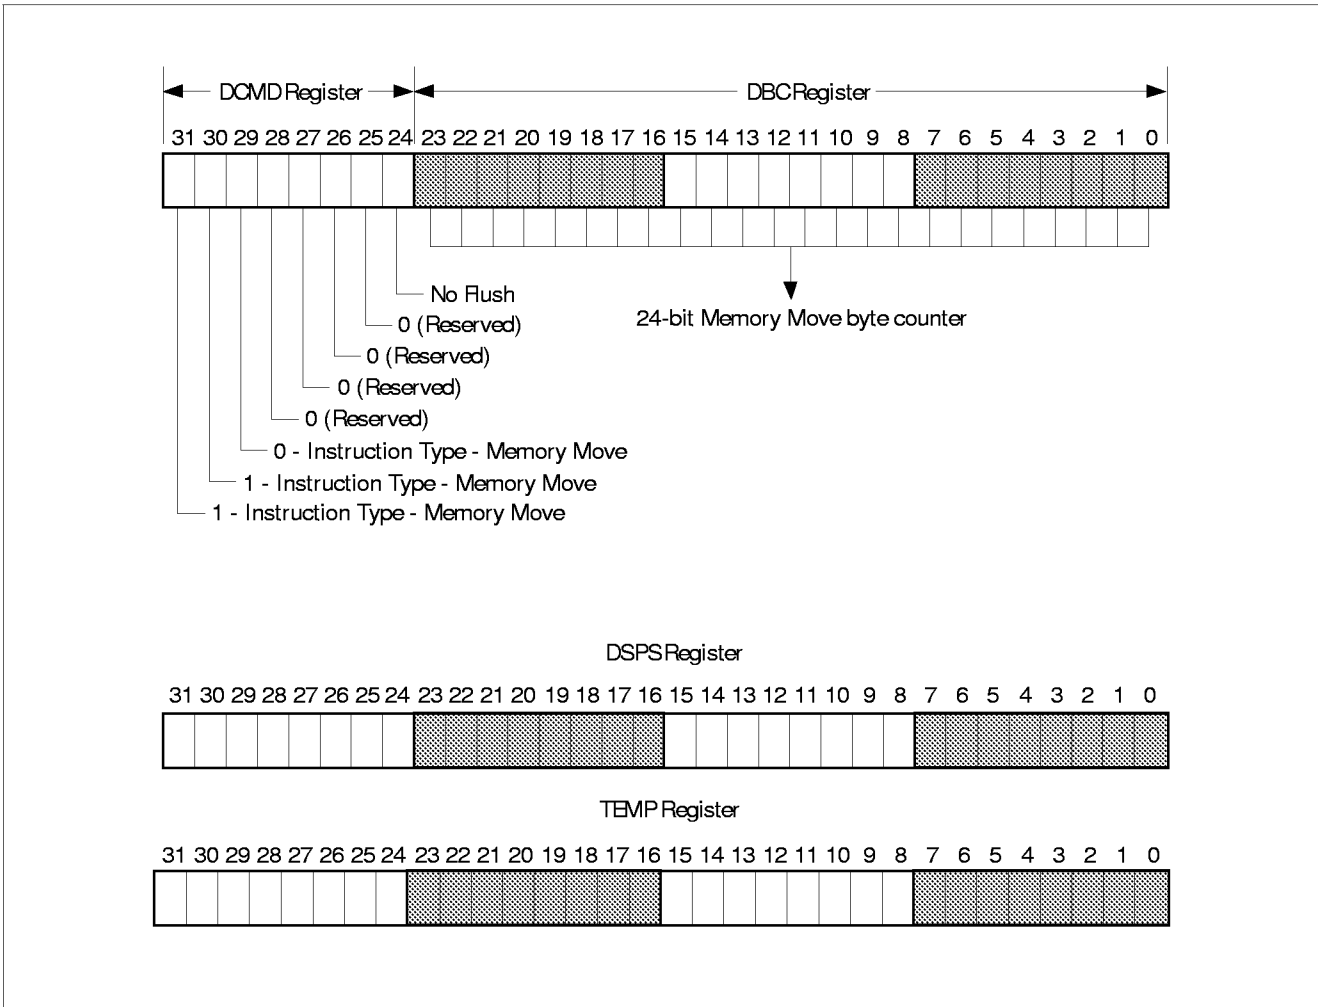 DCMD Register DBC Register
31 30 29 28 27 26 25 24 23 22 21 20 19 18 17 16 15 14 13 12 11 10 9 8 7 6 5 4 3 2 1 0
No Flush
24-bit Memory Move byte counter
0 (Reserved)
0 (Reserved)
0 (Reserved)
0 (Reserved)
0 - Instruction Type - Memory Move
1 - Instruction Type - Memory Move
1 - Instruction Type - Memory Move
DSPS Register
31 30 29 28 27 26 25 24 23 22 21 20 19 18 17 16 15 14 13 12 11 10 9 8 7 6 5 4 3 2 1 0
TEMP Register
31 30 29 28 27 26 25 24 23 22 21 20 19 18 17 16 15 14 13 12 11 10 9 8 7 6 5 4 3 2 1 0